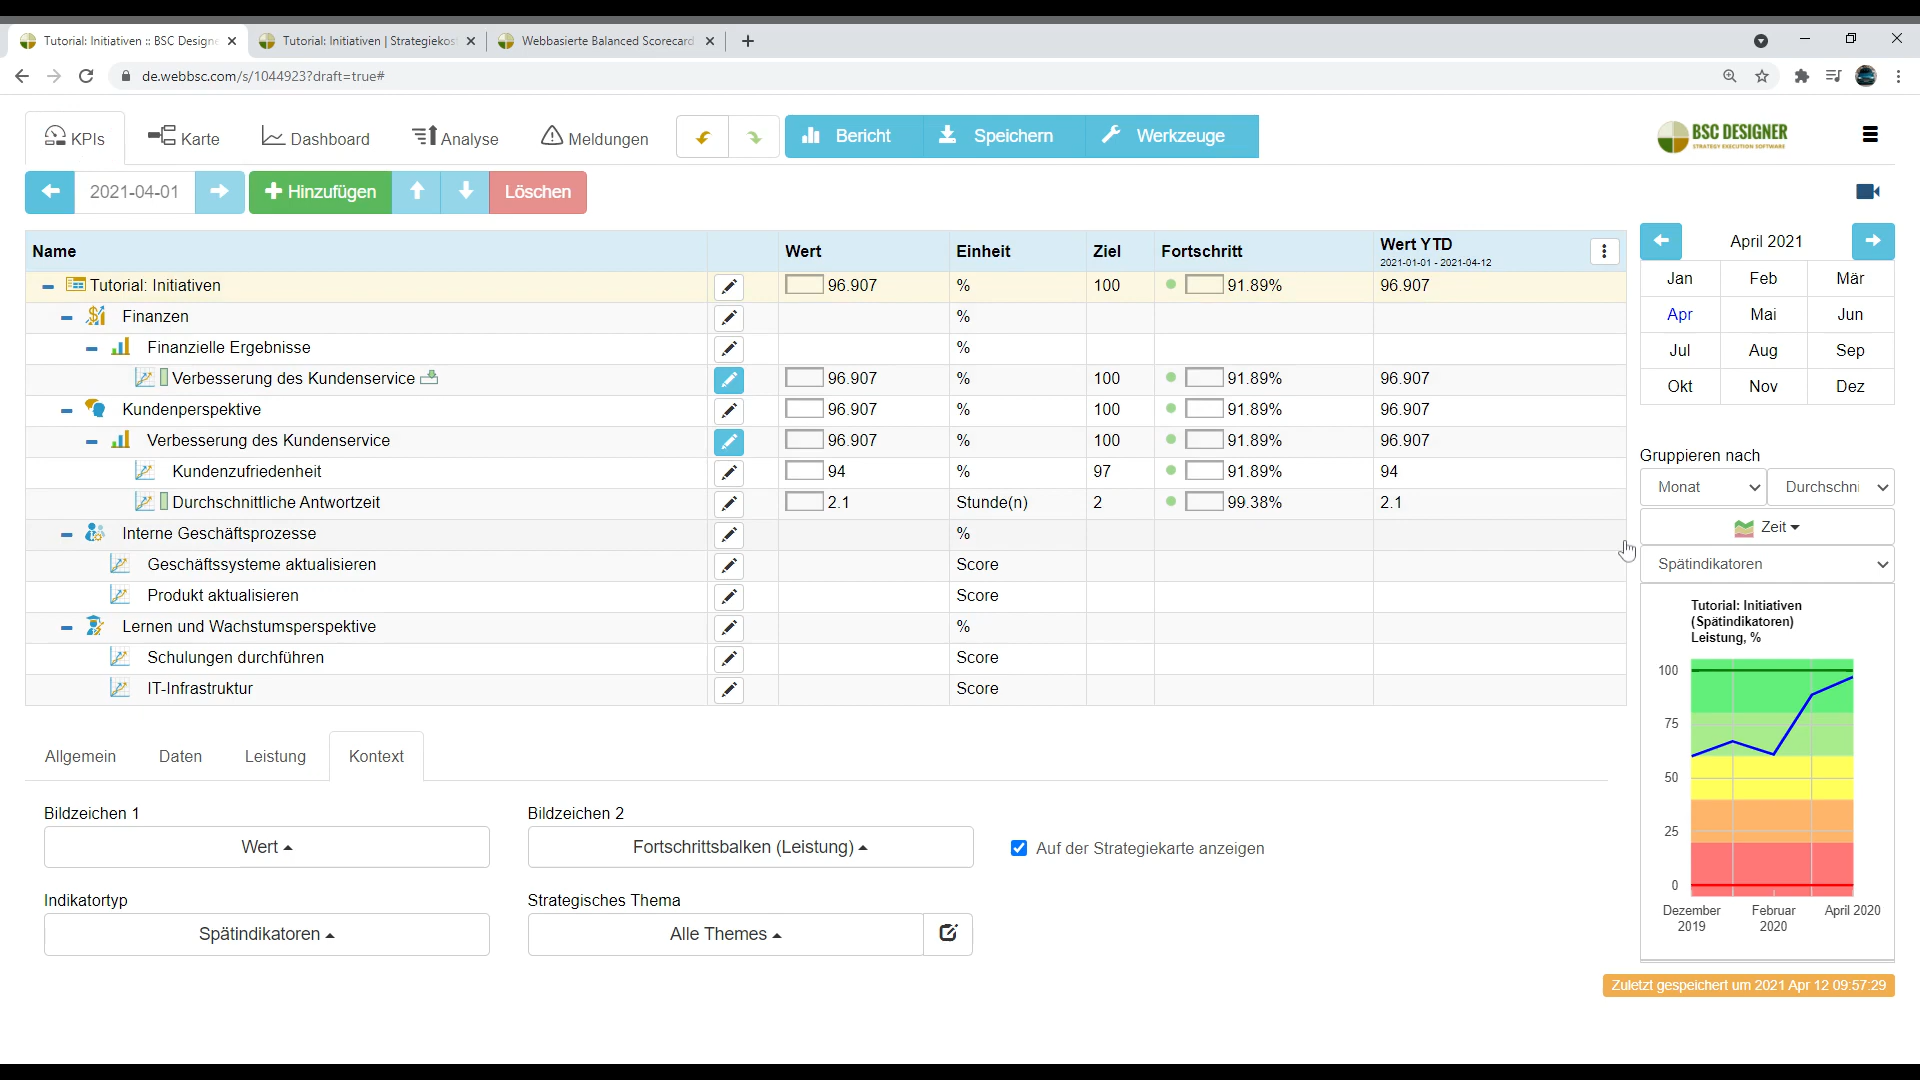 Tutorial: Initiativen :: BSC Designe
Tutorial: Initiativen | Strategiekos
Webbasierte Balanced Scorecard
de.webbsc.com/s/1044923?draft=true#
KPIs
Karte
Dashboard
Analyse
Meldungen
Bericht
Speichern
Werkzeuge
BSC DESIGNER
STRATEGY EXECUTION SOFTWARE
2021-04-01
Hinzufügen
Löschen
Name Wert Einheit Ziel Fortschritt Wert YTD
2021-01-01 - 2021-04-12
Tutorial: Initiativen 96.907 % 100 91.89% 96.907
Finanzen %
Finanzielle Ergebnisse %
Verbesserung des Kundenservice 96.907 % 100 91.89% 96.907
Kundenperspektive 96.907 % 100 91.89% 96.907
Verbesserung des Kundenservice 96.907 % 100 91.89% 96.907
Kundenzufriedenheit 94 % 97 91.89% 94
Durchschnittliche Antwortzeit 2.1 Stunde(n) 2 99.38% 2.1
Interne Geschäftsprozesse %
Geschäftssysteme aktualisieren Score
Produkt aktualisieren Score
Lernen und Wachstumsperspektive %
Schulungen durchführen Score
IT-Infrastruktur Score
April 2021
Jan Feb Mär
Apr Mai Jun
Jul Aug Sep
Okt Nov Dez
Gruppieren nach
Monat
Durchschni
Zeit
Spätindikatoren
Tutorial: Initiativen
(Spätindikatoren)
Leistung, %
100
75
50
25
0
Dezember 2019
Februar 2020
April 2020
Allgemein
Daten
Leistung
Kontext
Bildzeichen 1
Wert
Bildzeichen 2
Fortschrittsbalken (Leistung)
Auf der Strategiekarte anzeigen
Indikatortyp
Spätindikatoren
Strategisches Thema
Alle Themes
Zuletzt gespeichert um 2021 Apr 12 09:57:29